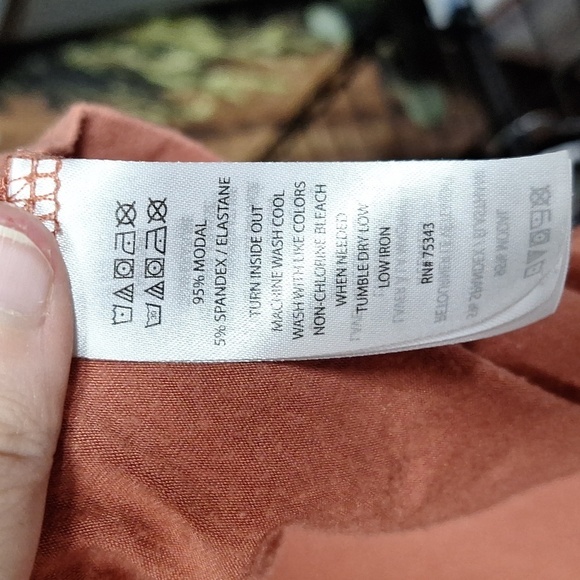 95% MODAL
5% SPANDEX / ELASTANE
TURN INSIDE OUT
MACHINE WASH COOL
WASH WITH LIKE COLORS
NON-CHLORINE BLEACH
WHEN NEEDED
TUMBLE DRY LOW
LOW IRON
RN# 75343